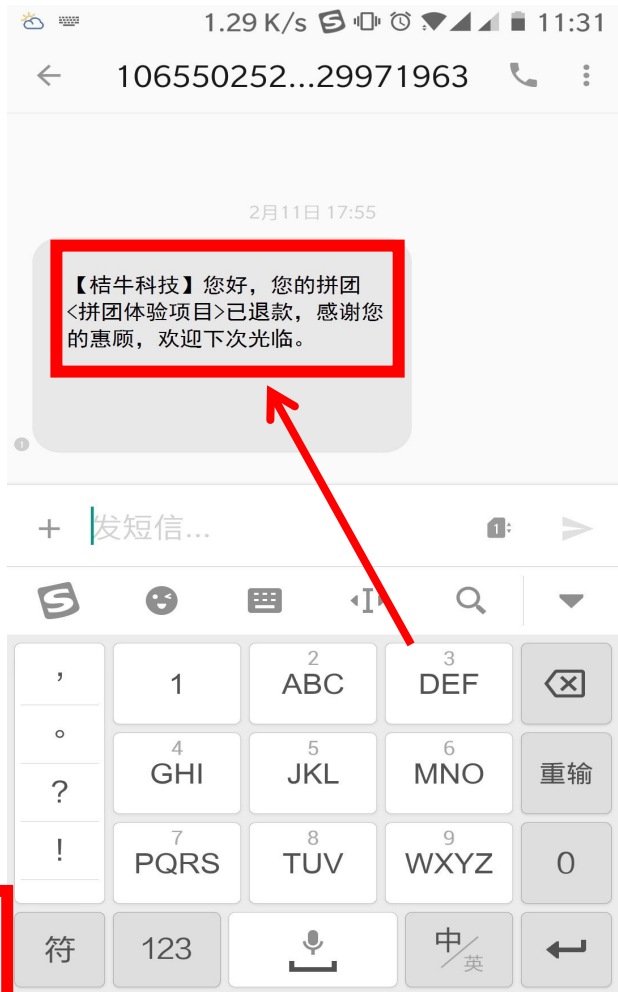 1.29 K/s 11:31
106550252...29971963
2月11日 17:55
【桔牛科技】您好，您的拼团
<拼团体验项目>已退款，感谢您
的惠顾，欢迎下次光临。
1
发短信...
1
，
1
2
ABC
3
DEF
。
4
GHI
5
JKL
6
MNO
重输
?
!
7
PQRS
8
TUV
9
WXYZ
0
符
123
中/英